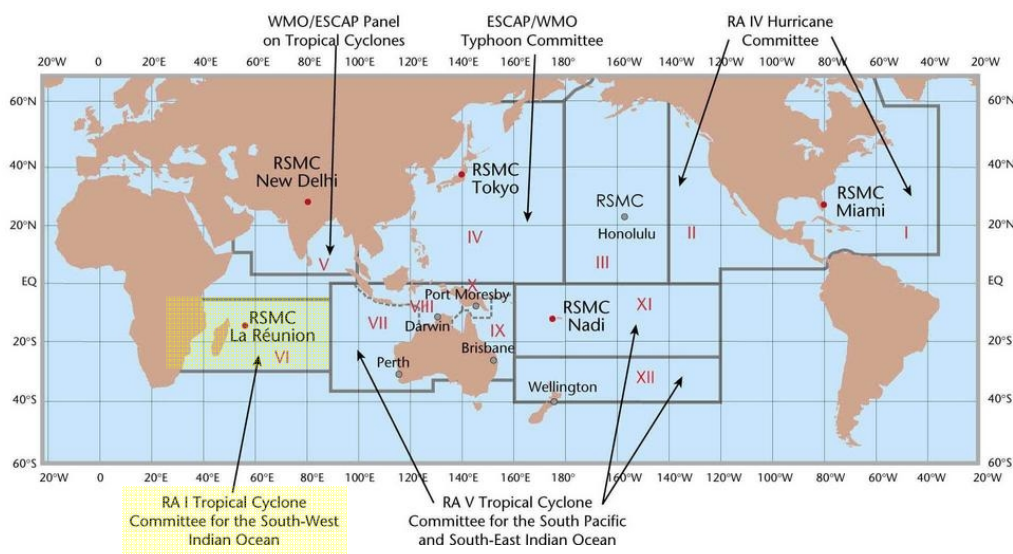 WMO/ESCAP Panel
on Tropical Cyclones
ESCAP/WMO
Typhoon Committee
RA IV Hurricane
Committee
20°W 0 20°E 40°E 60°E 80°E 100°E 120°E 140°E 160°E 180° 160°W 140°W 120°W 100°W 80°W 60°W 40°W 20°W
60°N 60°N
40°N 40°N
RSMC
New Delhi
RSMC
Tokyo
RSMC
Honolulu
RSMC
Miami
20°N 20°N
IV
II
I
V
III
EQ EQ
X
Port Moresby
VIII
Darwin
RSMC
La Réunion
VI
VII
IX
RSMC
Nadi
XI
20°S 20°S
Perth
Brisbane
Wellington
XII
40°S 40°S
60°S 60°S
20°W 0 20°E 40°E 60°E 80°E 100°E 120°E 140°E 160°E 180° 160°W 140°W 120°W 100°W 80°W 60°W 40°W 20°W
RA I Tropical Cyclone
Committee for the South-West
Indian Ocean
RA V Tropical Cyclone
Committee for the South Pacific
and South-East Indian Ocean